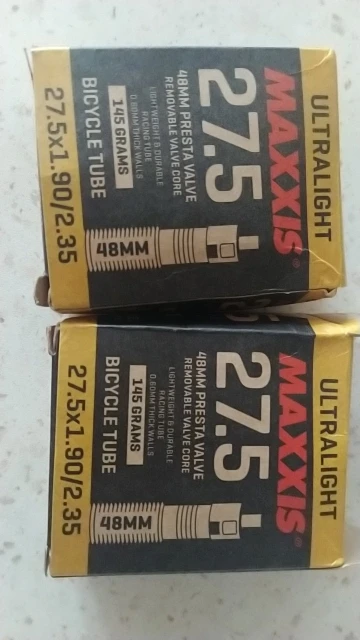 ULTRALIGHT
MAXXIS®
27.5
48MM PRESTA VALVE
REMOVABLE VALVE CORE
LIGHTWEIGHT & DURABLE
RACING TUBE
0.60MM THICK WALLS
145 GRAMS
48MM
BICYCLE TUBE
27.5x1.90/2.35
ULTRALIGHT
MAXXIS®
27.5
48MM PRESTA VALVE
REMOVABLE VALVE CORE
LIGHTWEIGHT & DURABLE
RACING TUBE
0.60MM THICK WALLS
145 GRAMS
48MM
BICYCLE TUBE
27.5x1.90/2.35